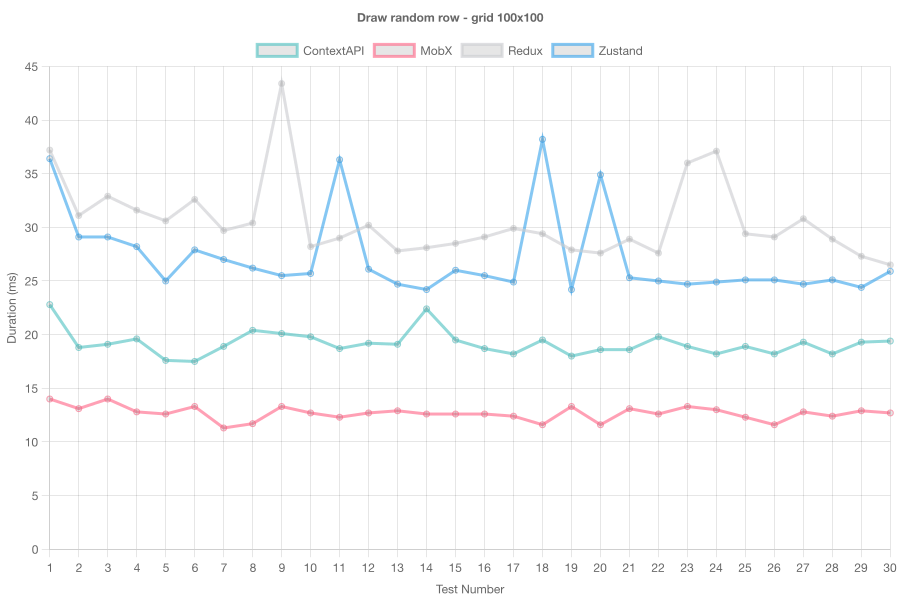 Draw random row - grid 100x100
ContextAPI MobX Redux Zustand
45
40
35
30
25
20
15
10
5
0
Duration (ms)
1 2 3 4 5 6 7 8 9 10 11 12 13 14 15 16 17 18 19 20 21 22 23 24 25 26 27 28 29 30
Test Number